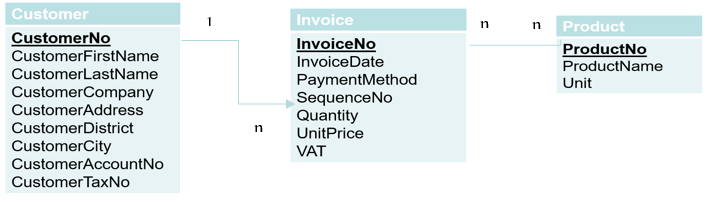 Customer
CustomerNo
CustomerFirstName
CustomerLastName
CustomerCompany
CustomerAddress
CustomerDistrict
CustomerCity
CustomerAccountNo
CustomerTaxNo
1
n
Invoice
InvoiceNo
InvoiceDate
PaymentMethod
SequenceNo
Quantity
UnitPrice
VAT
n
n
Product
ProductNo
ProductName
Unit